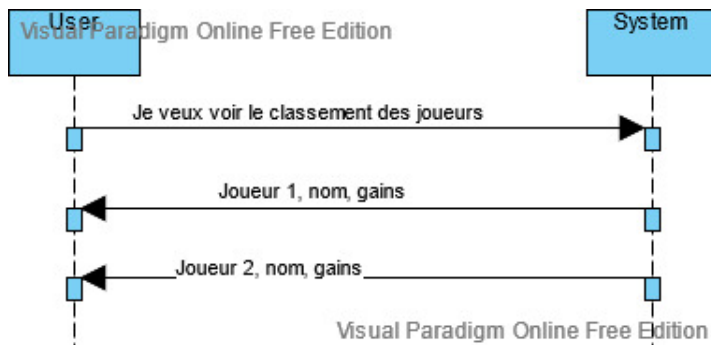 User
Visual Paradigm Online Free Edition
System
Je veux voir le classement des joueurs
Joueur 1, nom, gains
Joueur 2, nom, gains
Visual Paradigm Online Free Edition